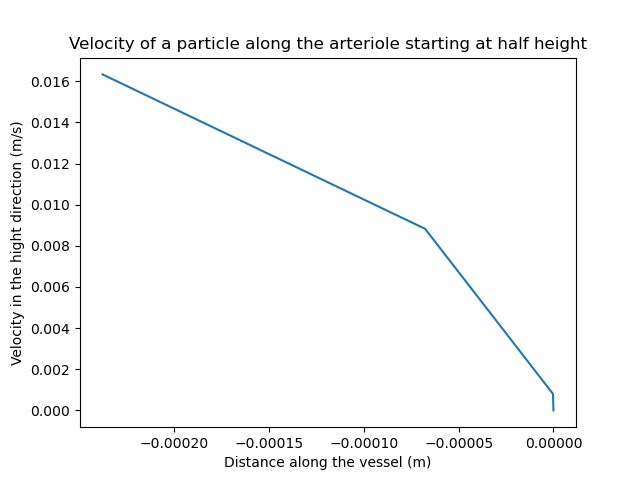 Velocity of a particle along the arteriole starting at half height
0.016
0.014
0.012
0.010
0.008
0.006
0.004
0.002
0.000
Velocity in the hight direction (m/s)
−0.00020 −0.00015 −0.00010 −0.00005 0.00000
Distance along the vessel (m)